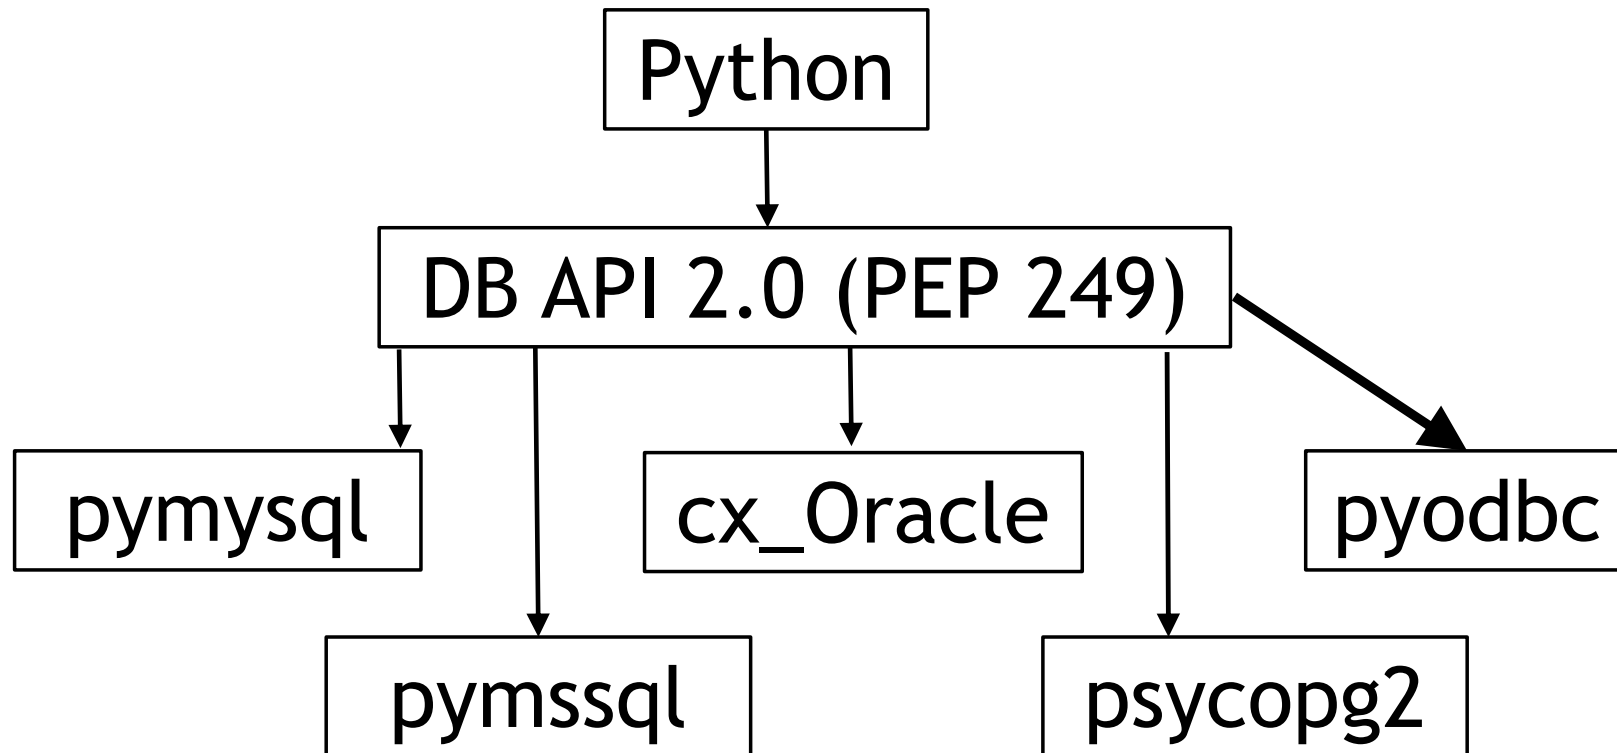 Python
DB API 2.0 (PEP 249)
pymysql
cx_Oracle
pyodbc
pymssql
psycopg2